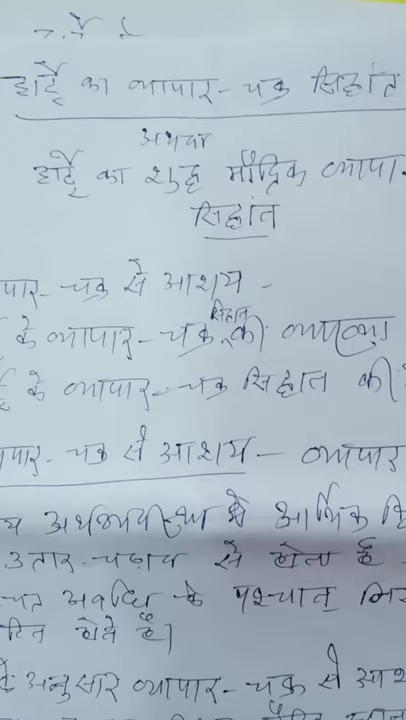 हार्ट्रे का व्यापार-चक्र सिद्धांत
अथवा
हार्ट्रे का शुद्ध मौद्रिक व्यापा
सिद्धांत
पार-चक्र से आशय -
सिद्धांत
के व्यापार-चक्र की व्याख्या
के व्यापार-चक्र सिद्धांत की
पार-चक्र से आशय - व्यापार
अर्थव्यवस्था में आर्थिक
उतार-चढ़ाव से होता है
अवधि के पश्चात्
होते हैं।
अनुसार व्यापार-चक्र से आश